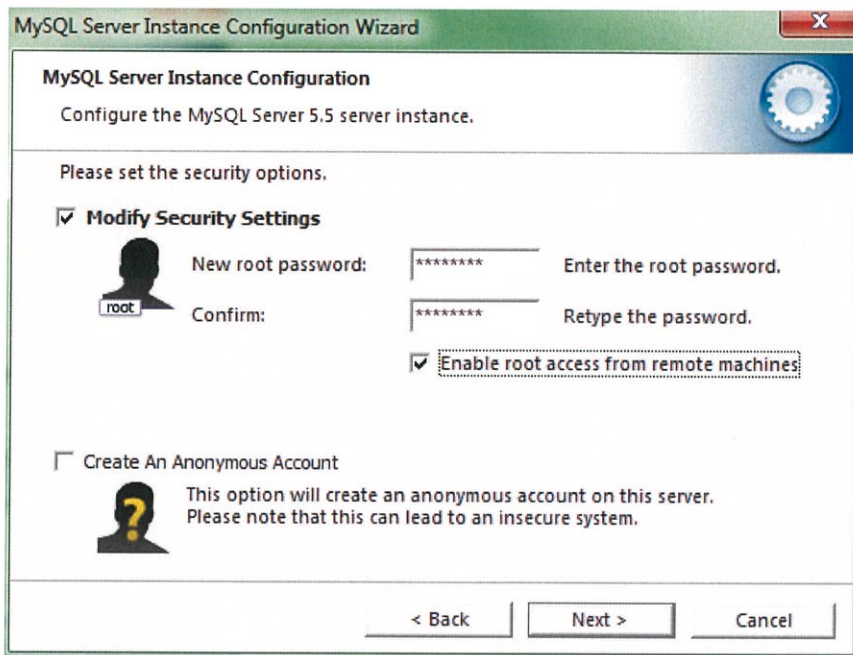 MySQL Server Instance Configuration Wizard
MySQL Server Instance Configuration
Configure the MySQL Server 5.5 server instance.
Please set the security options.
Modify Security Settings
New root password: ******** Enter the root password.
root
Confirm: ******** Retype the password.
Enable root access from remote machines
Create An Anonymous Account
This option will create an anonymous account on this server.
Please note that this can lead to an insecure system.
?
< Back Next > Cancel